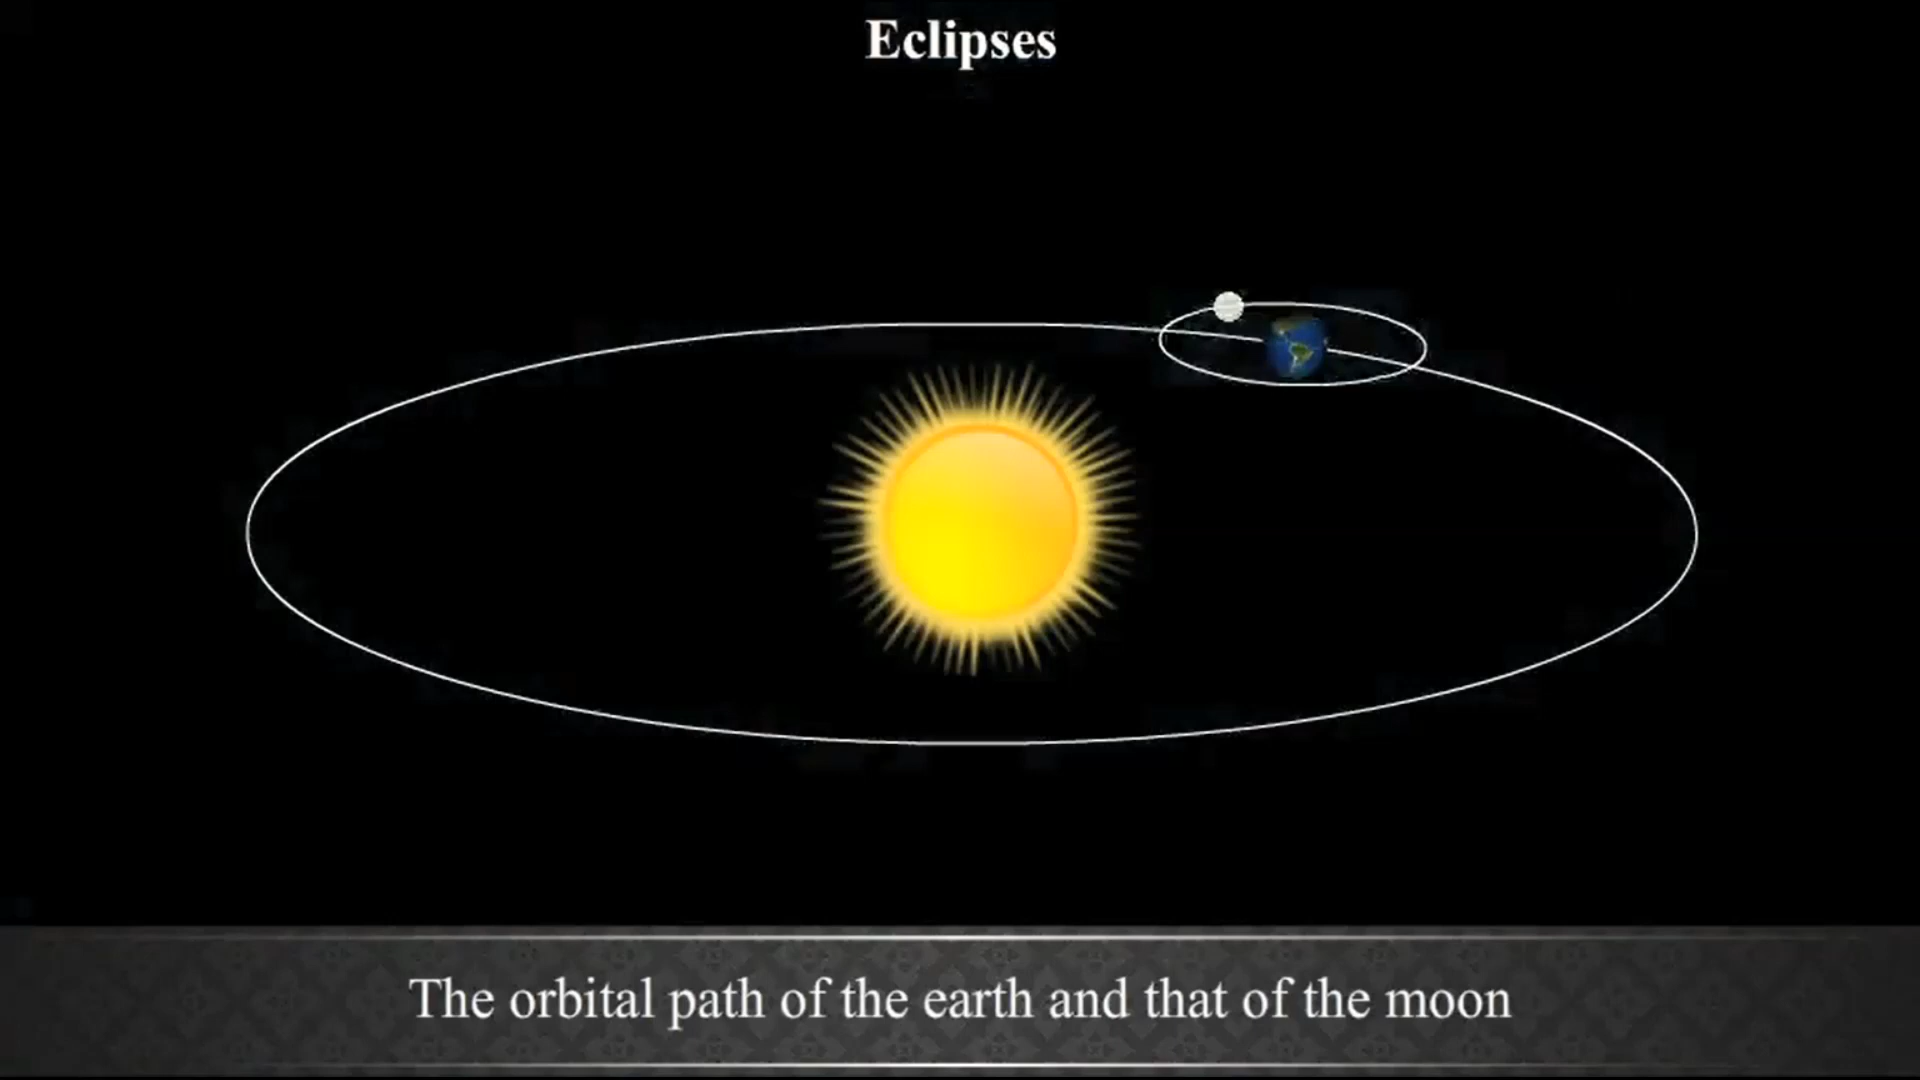 Eclipses
The orbital path of the earth and that of the moon